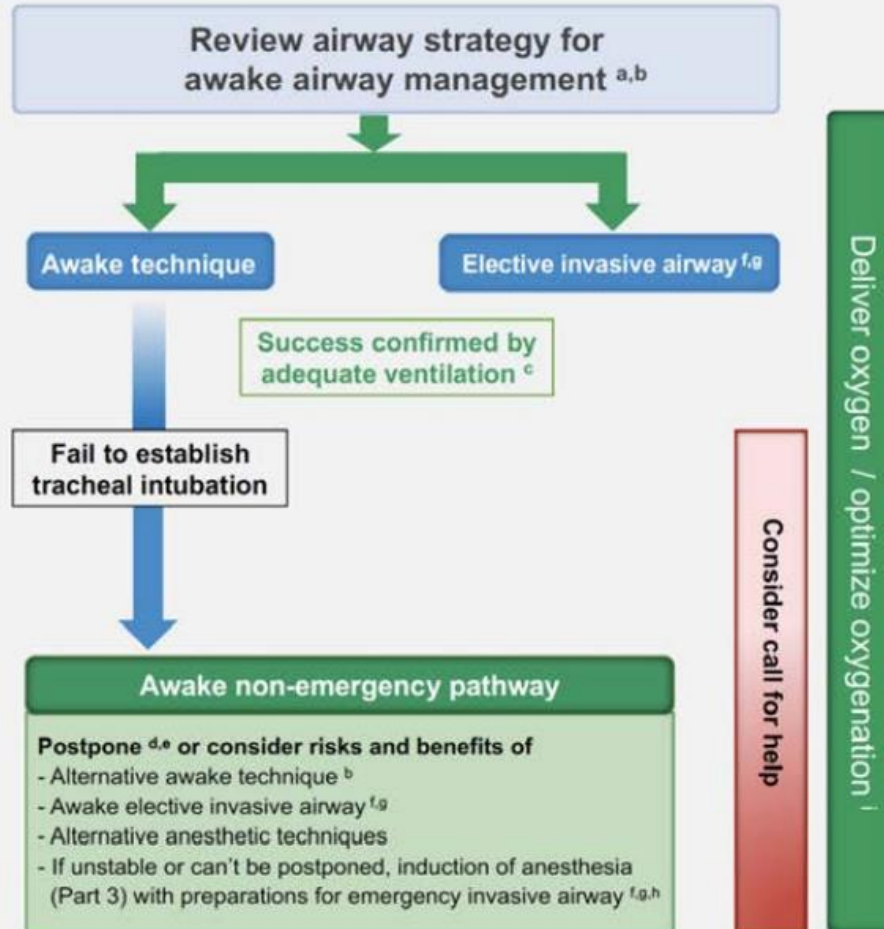 Review airway strategy for
awake airway management a,b
Awake technique
Elective invasive airway f,g
Success confirmed by
adequate ventilation c
Fail to establish
tracheal intubation
Awake non-emergency pathway
Postpone d,e or consider risks and benefits of
- Alternative awake technique b
- Awake elective invasive airway f,g
- Alternative anesthetic techniques
- If unstable or can't be postponed, induction of anesthesia
(Part 3) with preparations for emergency invasive airway f,g,h
Consider call for help
Deliver oxygen / optimize oxygenation i